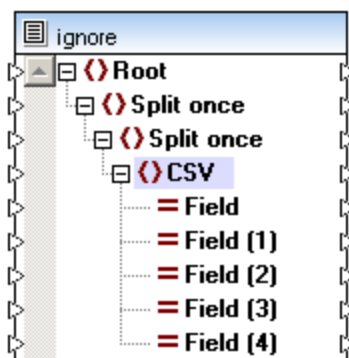 ignore
Root
Split once
Split once
CSV
Field
Field (1)
Field (2)
Field (3)
Field (4)